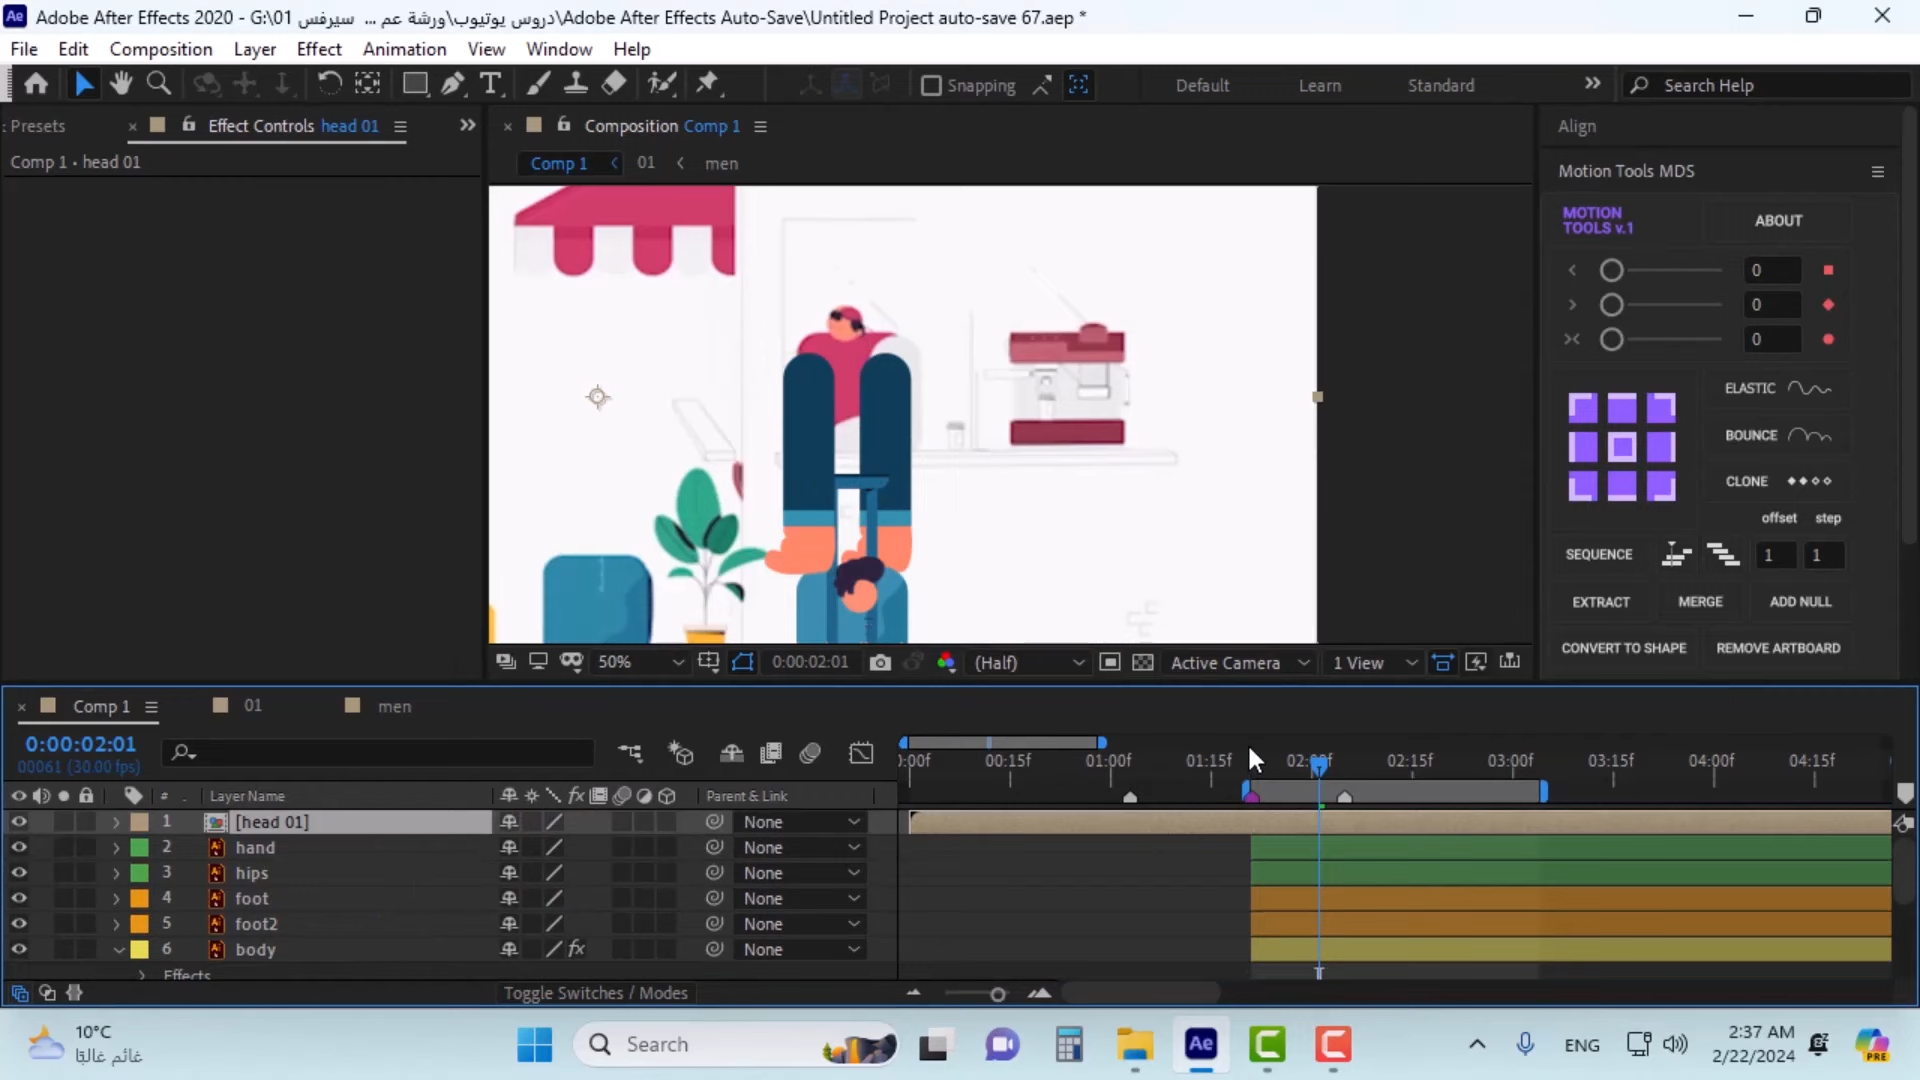 Adobe After Effects 2020 - G:\01 دروس يوتيوب\ورشة عم ... سيرفس\Adobe After Effects Auto-Save\Untitled Project auto-save 67.aep *
File Edit Composition Layer Effect Animation View Window Help
Snapping Default Learn Standard Search Help
: Presets Effect Controls head 01
Composition Comp 1
Align
Comp 1 • head 01
Comp 1 01 men
Motion Tools MDS
MOTION TOOLS v.1 ABOUT
0
0
0
ELASTIC
BOUNCE
CLONE
offset step
SEQUENCE 1 1
EXTRACT MERGE ADD NULL
CONVERT TO SHAPE REMOVE ARTBOARD
50% 0:00:02:01 (Half) Active Camera 1 View
Comp 1 01 men
0:00:02:01
00061 (30.00 fps)
0:00f 00:15f 01:00f 01:15f 02:00f 02:15f 03:00f 03:15f 04:00f 04:15f
# Layer Name Parent & Link
1 [head 01] None
2 hand None
3 hips None
4 foot None
5 foot2 None
6 body fx None
Effects
Toggle Switches / Modes
10°C
غائم غالبًا
Search
ENG
2:37 AM
2/22/2024
PRE